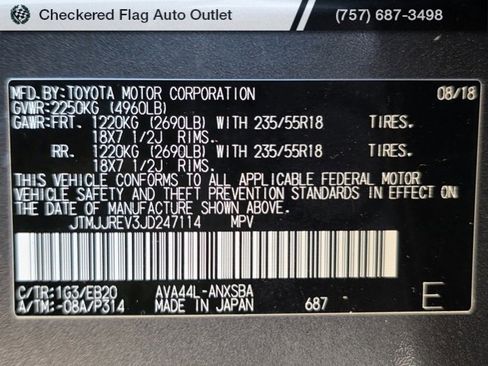 Checkered Flag Auto Outlet (757) 687-3498
MFD.BY:TOYOTA MOTOR CORPORATION 08/18
GVWR:2250KG (4960LB)
GAWR:FRT. 1220KG (2690LB) WITH 235/55R18 TIRES.
18X7 1/2J RIMS.
RR. 1220KG (2690LB) WITH 235/55R18 TIRES.
18X7 1/2J RIMS.
THIS VEHICLE CONFORMS TO ALL APPLICABLE FEDERAL MOTOR
VEHICLE SAFETY AND THEFT PREVENTION STANDARDS IN EFFECT ON
THE DATE OF MANUFACTURE SHOWN ABOVE.
JTMJJREV3JD247114 MPV
C/TR:1G3/EB20 AVA44L-ANXSBA
A/TM:-08A/P314 MADE IN JAPAN 687 E